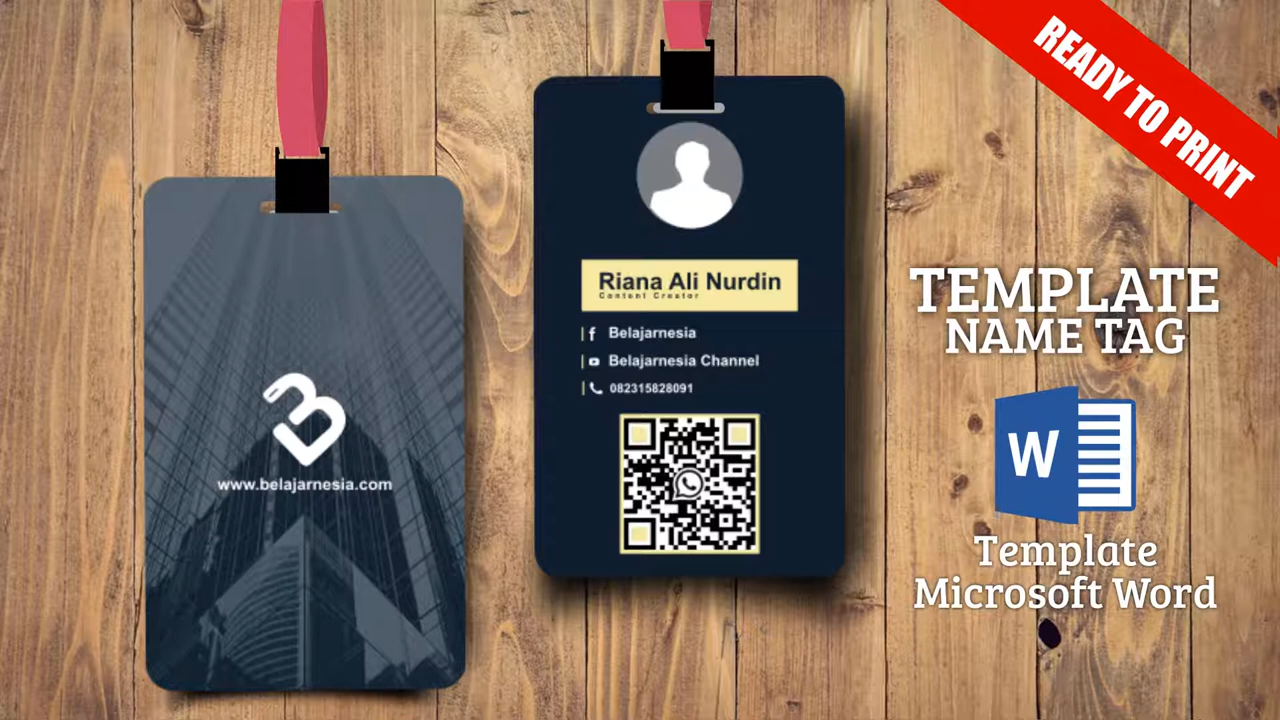 www.belajarnesia.com
Riana Ali Nurdin
Content Creator
Belajarnesia
Belajarnesia Channel
082315828091
READY TO PRINT
TEMPLATE
NAME TAG
W
Template
Microsoft Word